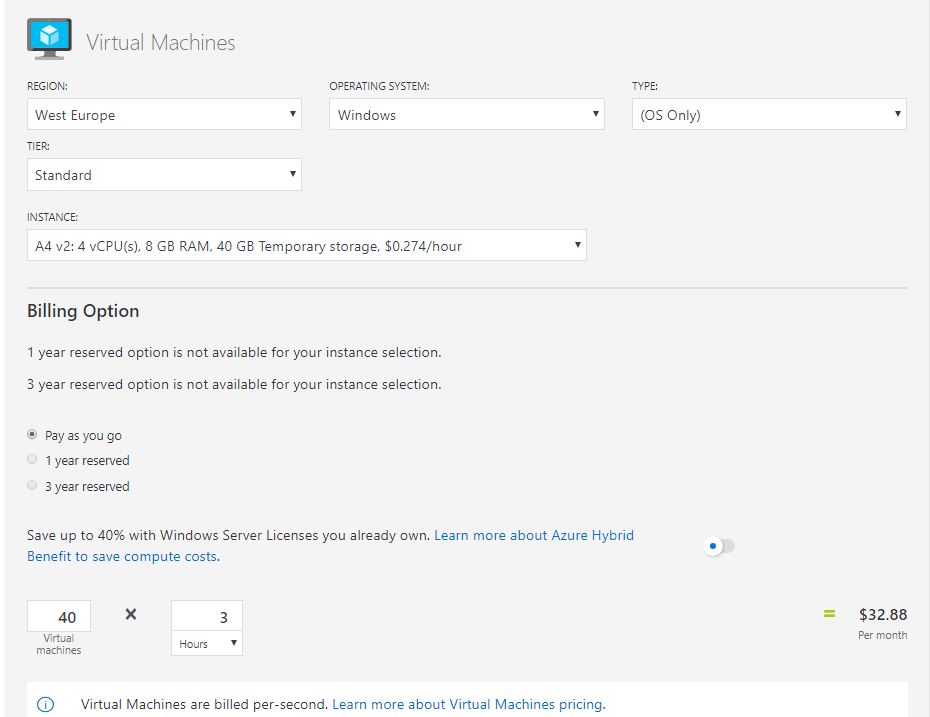 Virtual Machines
REGION:
OPERATING SYSTEM:
TYPE:
West Europe
Windows
(OS Only)
TIER:
Standard
INSTANCE:
A4 v2: 4 vCPU(s), 8 GB RAM, 40 GB Temporary storage, $0.274/hour
Billing Option
1 year reserved option is not available for your instance selection.
3 year reserved option is not available for your instance selection.
Pay as you go
1 year reserved
3 year reserved
Save up to 40% with Windows Server Licenses you already own. Learn more about Azure Hybrid
Benefit to save compute costs.
40
Virtual
machines
×
3
Hours
=
$32.88
Per month
Virtual Machines are billed per-second. Learn more about Virtual Machines pricing.